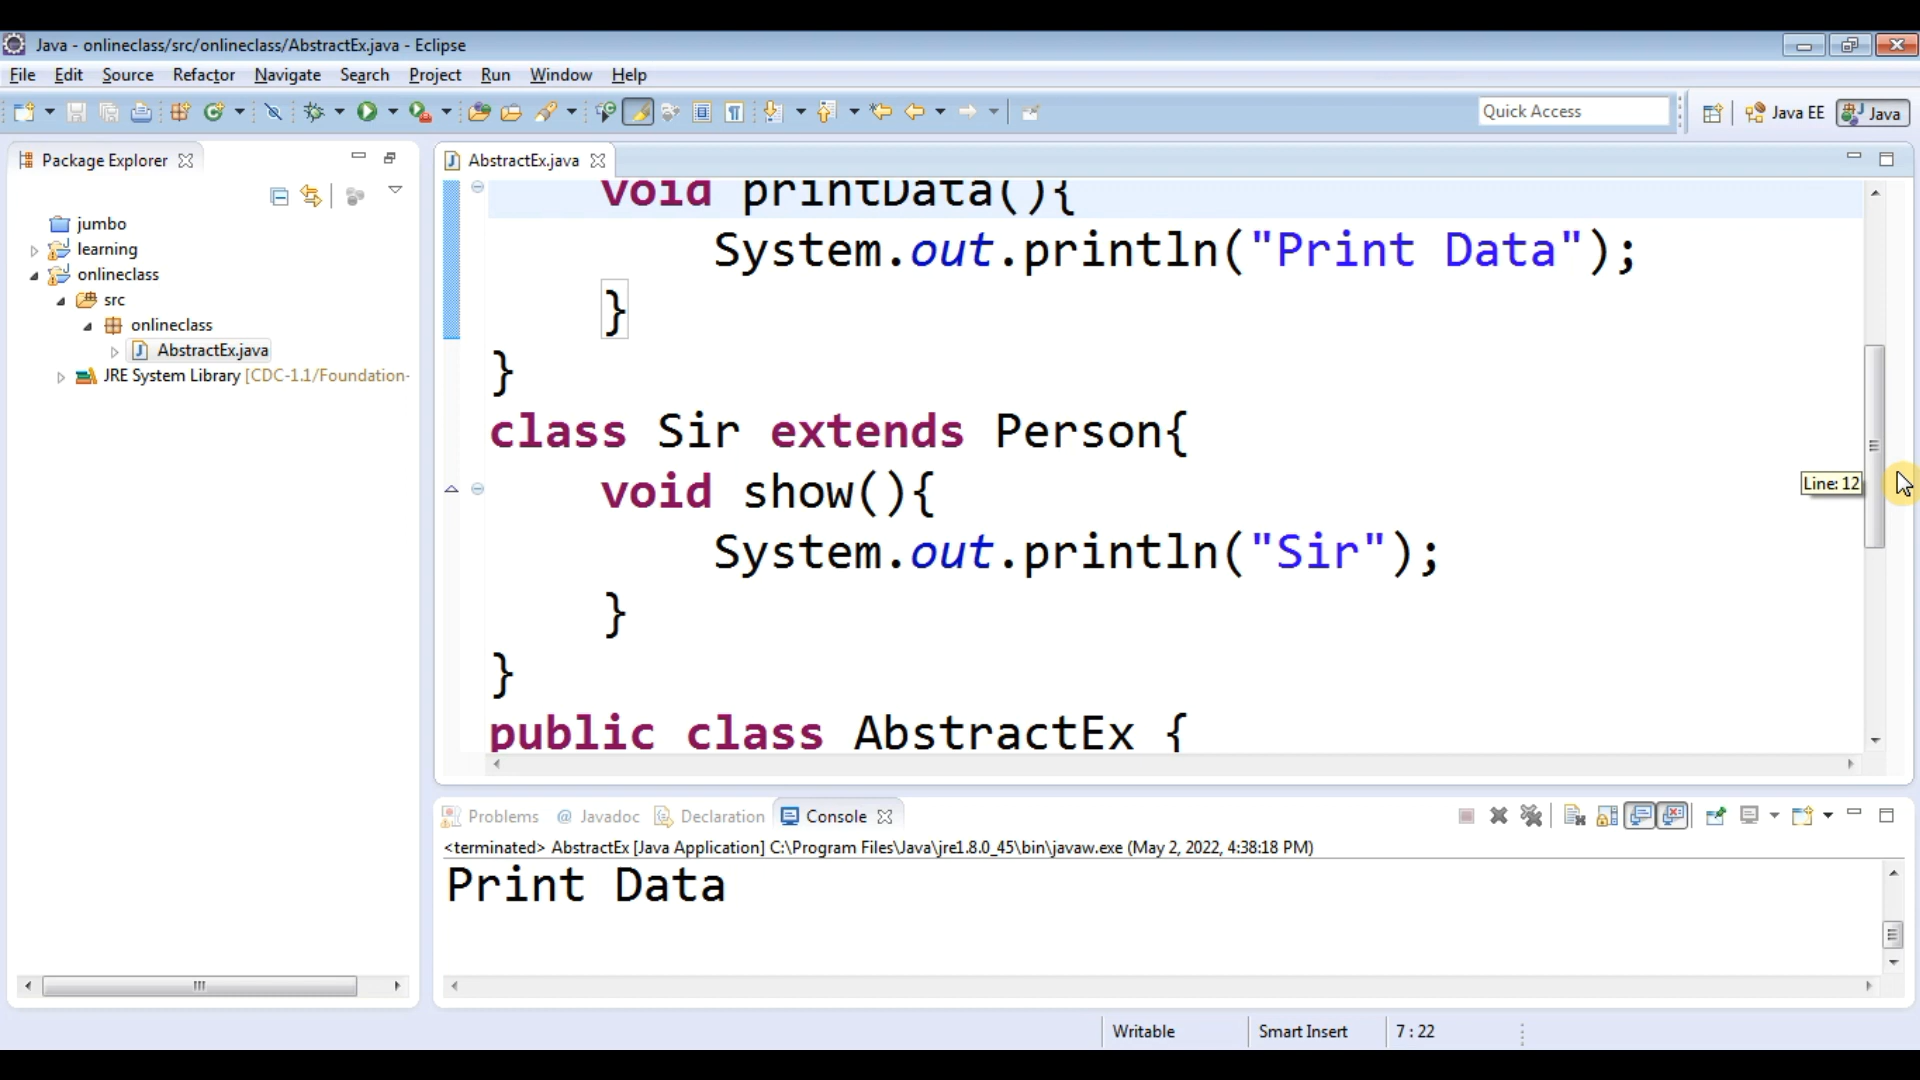 Java - onlineclass/src/onlineclass/AbstractEx.java - Eclipse
File Edit Source Refactor Navigate Search Project Run Window Help
Quick Access
Java EE
Java
Package Explorer
AbstractEx.java
jumbo
learning
onlineclass
src
onlineclass
AbstractEx.java
JRE System Library [CDC-1.1/Foundation-
void printData(){
System.out.println("Print Data");
}
}
class Sir extends Person{
void show(){
System.out.println("Sir");
}
}
public class AbstractEx {
Line: 12
Problems @ Javadoc Declaration Console
<terminated> AbstractEx [Java Application] C:\Program Files\Java\jre1.8.0_45\bin\javaw.exe (May 2, 2022, 4:38:18 PM)
Print Data
Writable Smart Insert 7 : 22